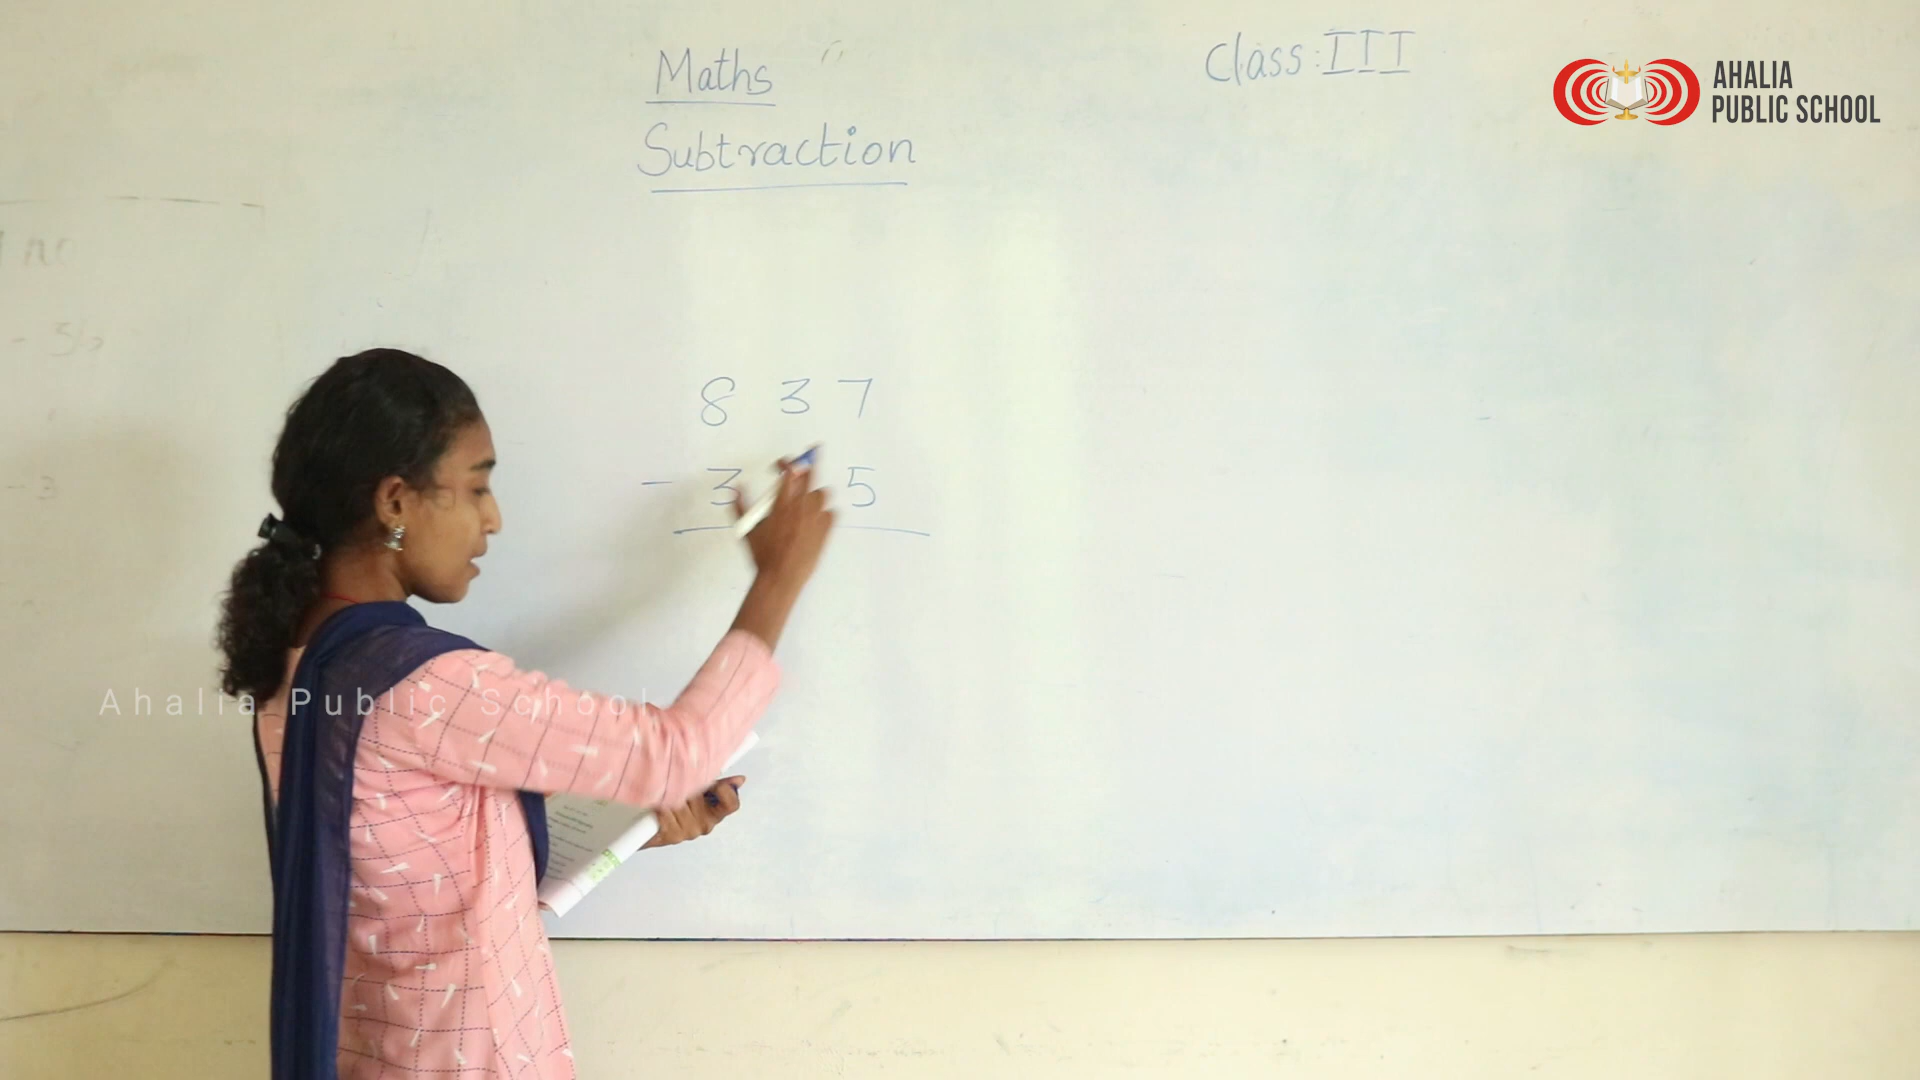 Maths
Class: III
AHALIA
PUBLIC SCHOOL
Subtraction
8 3 7
- 3 5
Ahalia Public School